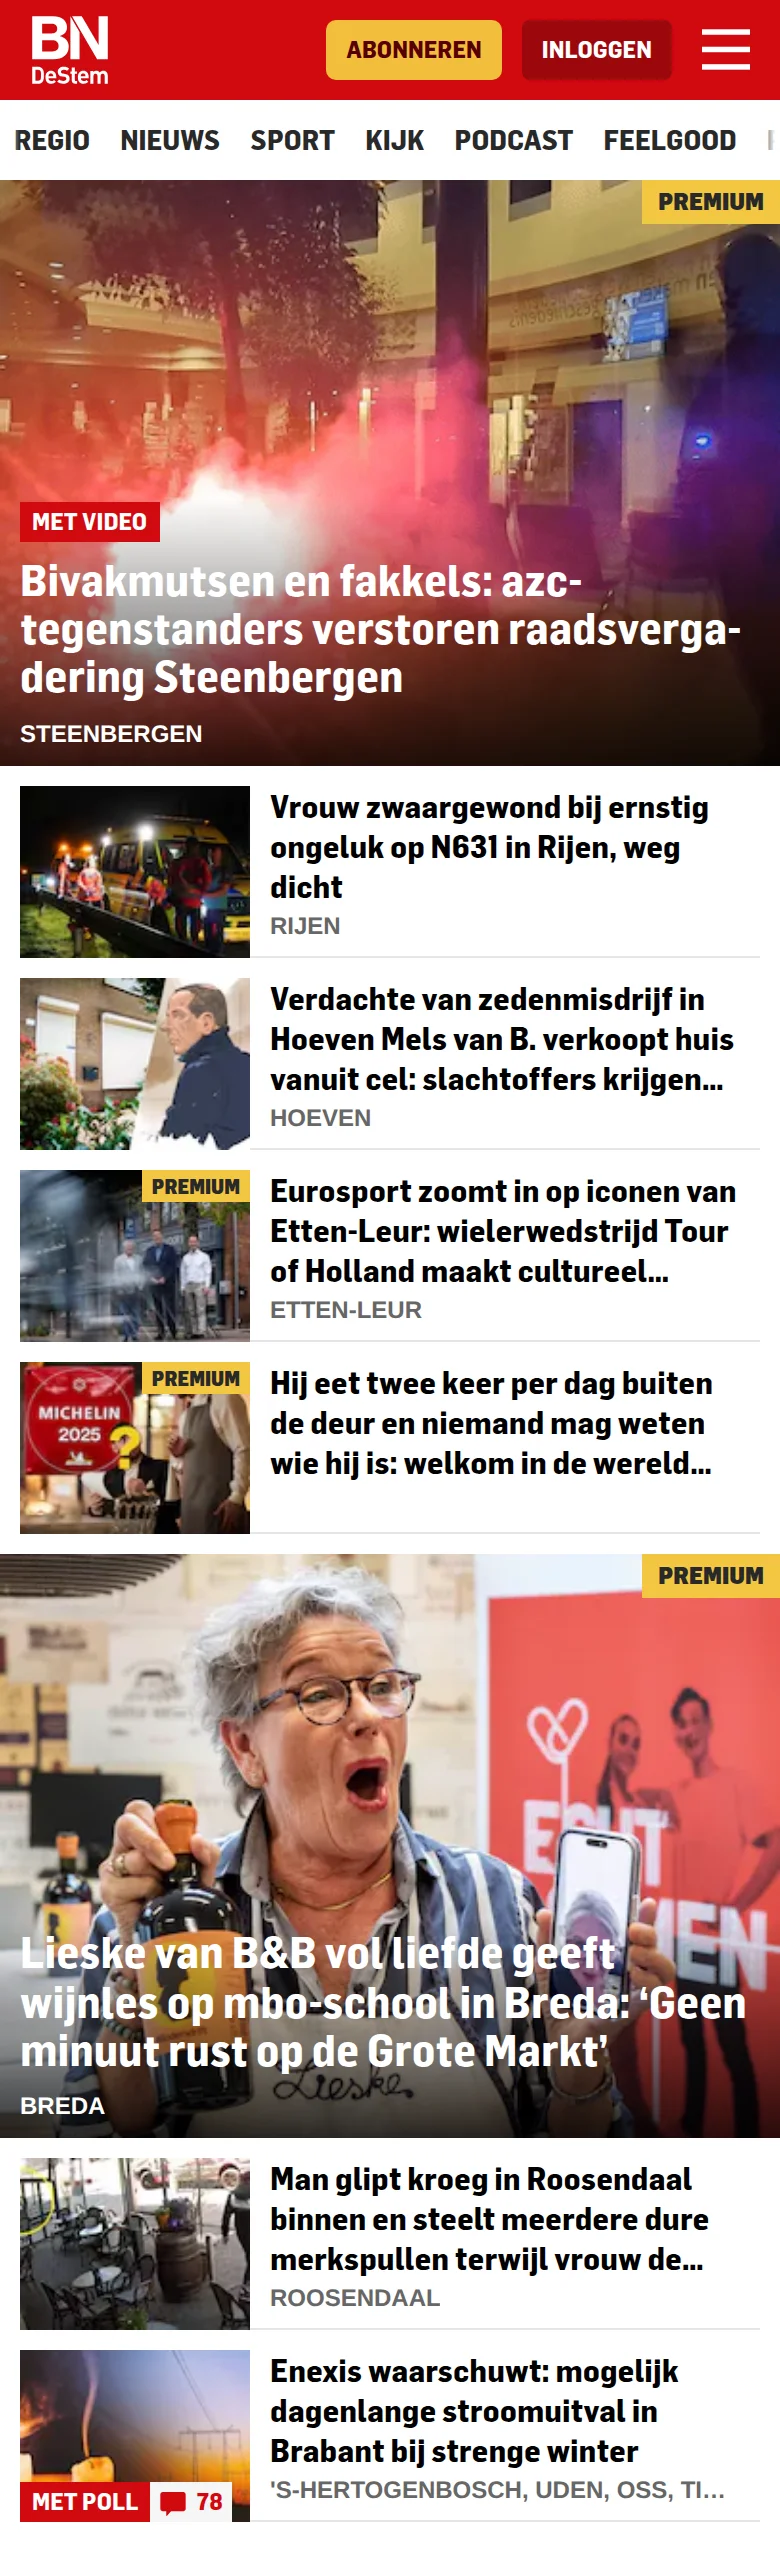 BN
DeStem
ABONNEREN
INLOGGEN
REGIO NIEUWS SPORT KIJK PODCAST FEELGOOD
PREMIUM
MET VIDEO
Bivakmutsen en fakkels: azc-
tegenstanders verstoren raadsverga-
dering Steenbergen
STEENBERGEN
Vrouw zwaargewond bij ernstig
ongeluk op N631 in Rijen, weg
dicht
RIJEN
Verdachte van zedenmisdrijf in
Hoeven Mels van B. verkoopt huis
vanuit cel: slachtoffers krijgen...
HOEVEN
PREMIUM
Eurosport zoomt in op iconen van
Etten-Leur: wielerwedstrijd Tour
of Holland maakt cultureel...
ETTEN-LEUR
PREMIUM
MICHELIN
2025
?
Hij eet twee keer per dag buiten
de deur en niemand mag weten
wie hij is: welkom in de wereld...
PREMIUM
Lieske van B&B vol liefde geeft
wijnles op mbo-school in Breda: ‘Geen
minuut rust op de Grote Markt’
Lieske
BREDA
Man glipt kroeg in Roosendaal
binnen en steelt meerdere dure
merkspullen terwijl vrouw de...
ROOSENDAAL
Enexis waarschuwt: mogelijk
dagenlange stroomuitval in
Brabant bij strenge winter
'S-HERTOGENBOSCH, UDEN, OSS, TI...
MET POLL
78